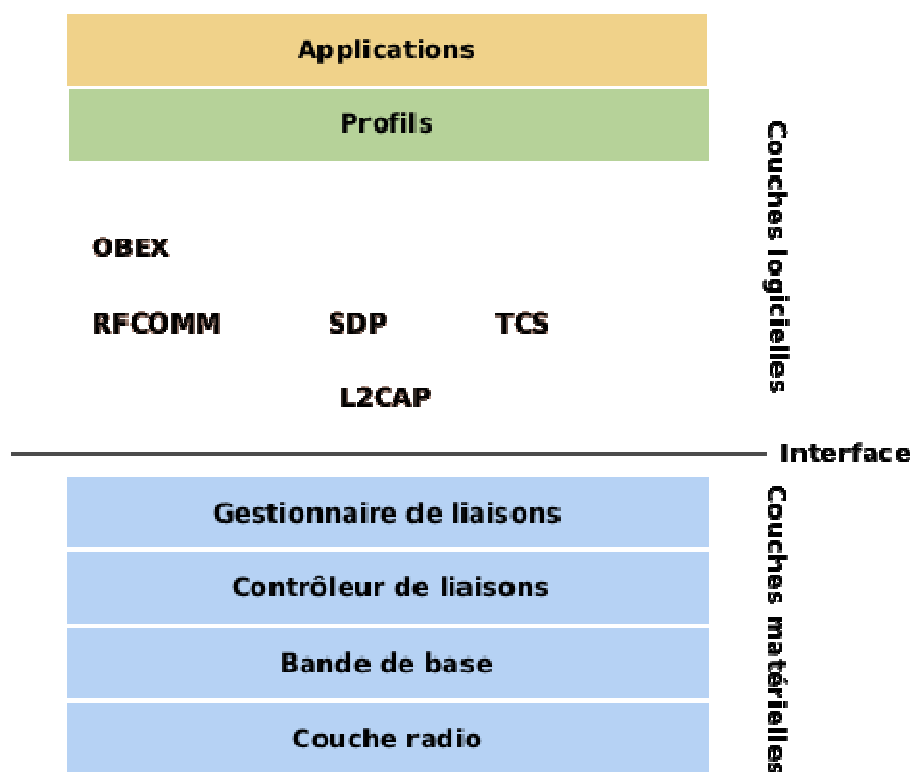 Applications
Profils
Couches logicielles
OBEX
RFCOMM SDP TCS
L2CAP
Interface
Gestionnaire de liaisons
Couches matérielles
Contrôleur de liaisons
Bande de base
Couche radio